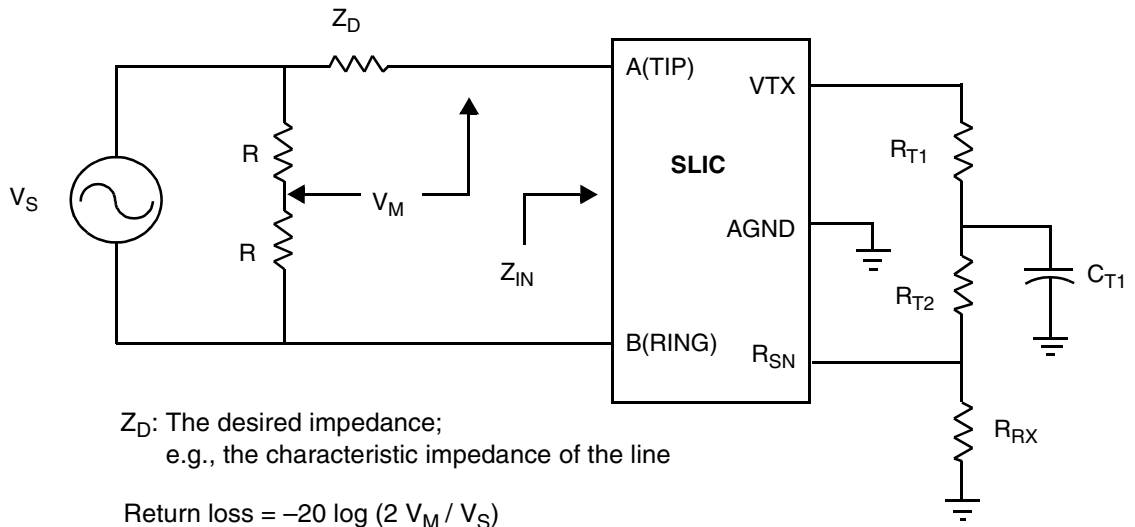 Z_D
A(TIP)
VTX
R
R_T1
SLIC
V_S
V_M
AGND
R
Z_IN
R_T2
C_T1
B(RING)
R_SN
Z_D: The desired impedance;
e.g., the characteristic impedance of the line
R_RX
Return loss = –20 log (2 V_M / V_S)